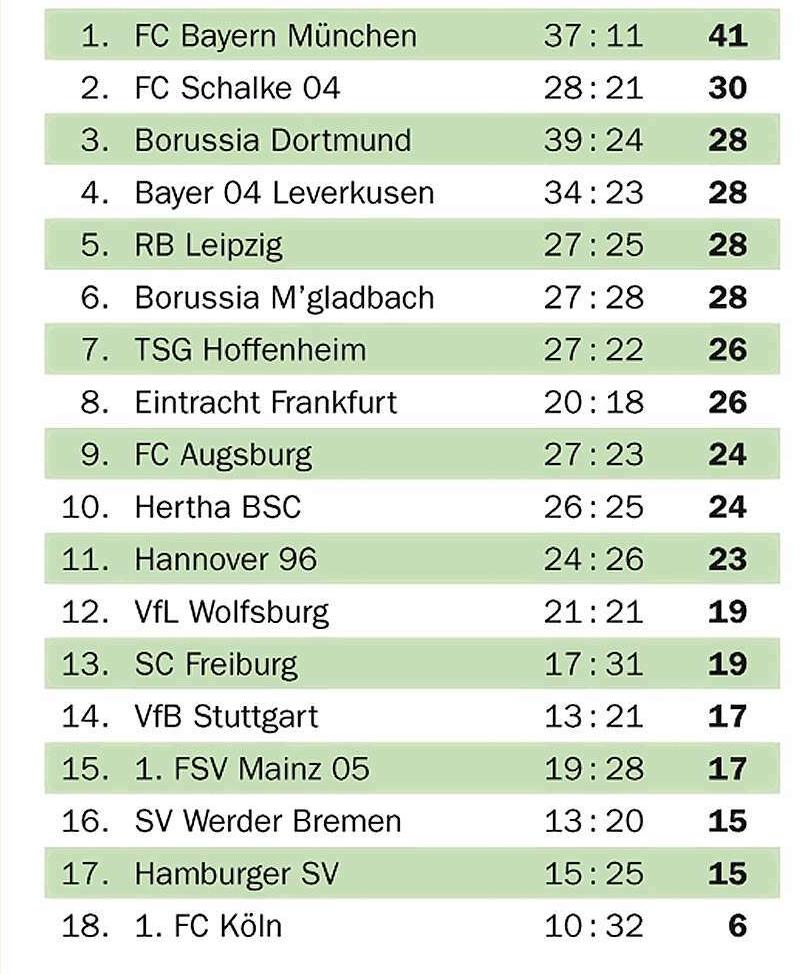 1. FC Bayern München 37:11 41
2. FC Schalke 04 28:21 30
3. Borussia Dortmund 39:24 28
4. Bayer 04 Leverkusen 34:23 28
5. RB Leipzig 27:25 28
6. Borussia M’gladbach 27:28 28
7. TSG Hoffenheim 27:22 26
8. Eintracht Frankfurt 20:18 26
9. FC Augsburg 27:23 24
10. Hertha BSC 26:25 24
11. Hannover 96 24:26 23
12. VfL Wolfsburg 21:21 19
13. SC Freiburg 17:31 19
14. VfB Stuttgart 13:21 17
15. 1. FSV Mainz 05 19:28 17
16. SV Werder Bremen 13:20 15
17. Hamburger SV 15:25 15
18. 1. FC Köln 10:32 6